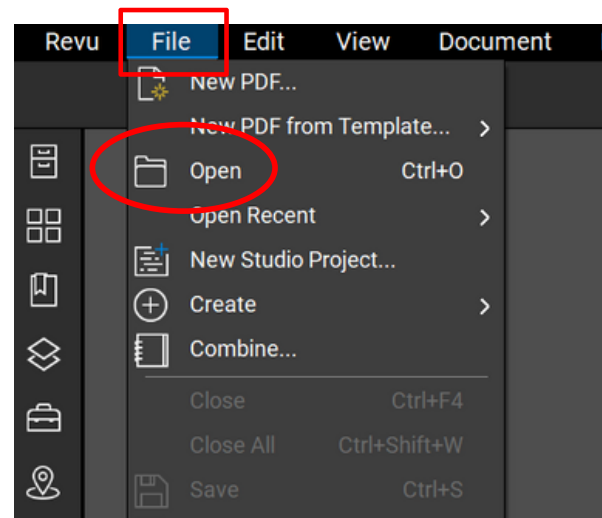 Revu File Edit View Document
New PDF...
New PDF from Template...
Open Ctrl+O
Open Recent
New Studio Project...
Create
Combine...
Close Ctrl+F4
Close All Ctrl+Shift+W
Save Ctrl+S